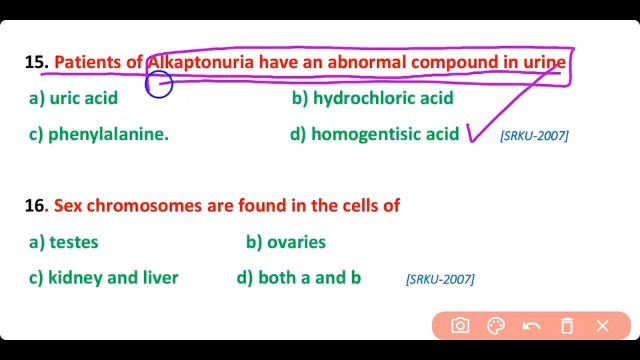 15. Patients of Alkaptonuria have an abnormal compound in urine
a) uric acid b) hydrochloric acid
c) phenylalanine. d) homogentisic acid [SRKU-2007]
16. Sex chromosomes are found in the cells of
a) testes b) ovaries
c) kidney and liver d) both a and b [SRKU-2007]